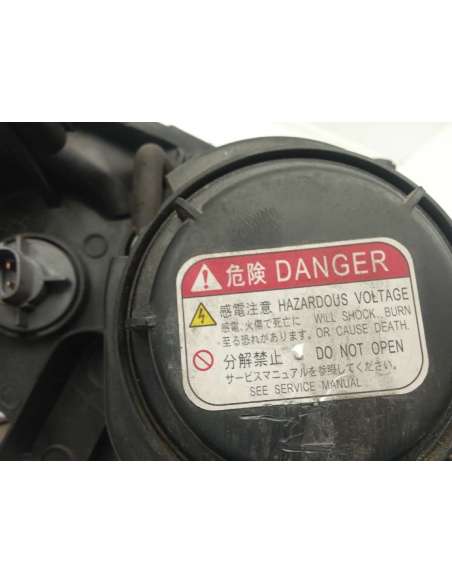 危険 DANGER
感電注意 HAZARDOUS VOLTAGE
感電、火傷で死亡に WILL SHOCK, BURN
至る恐れがあります。 OR CAUSE DEATH.
分解禁止 DO NOT OPEN
サービスマニュアルを参照してください。
SEE SERVICE MANUAL